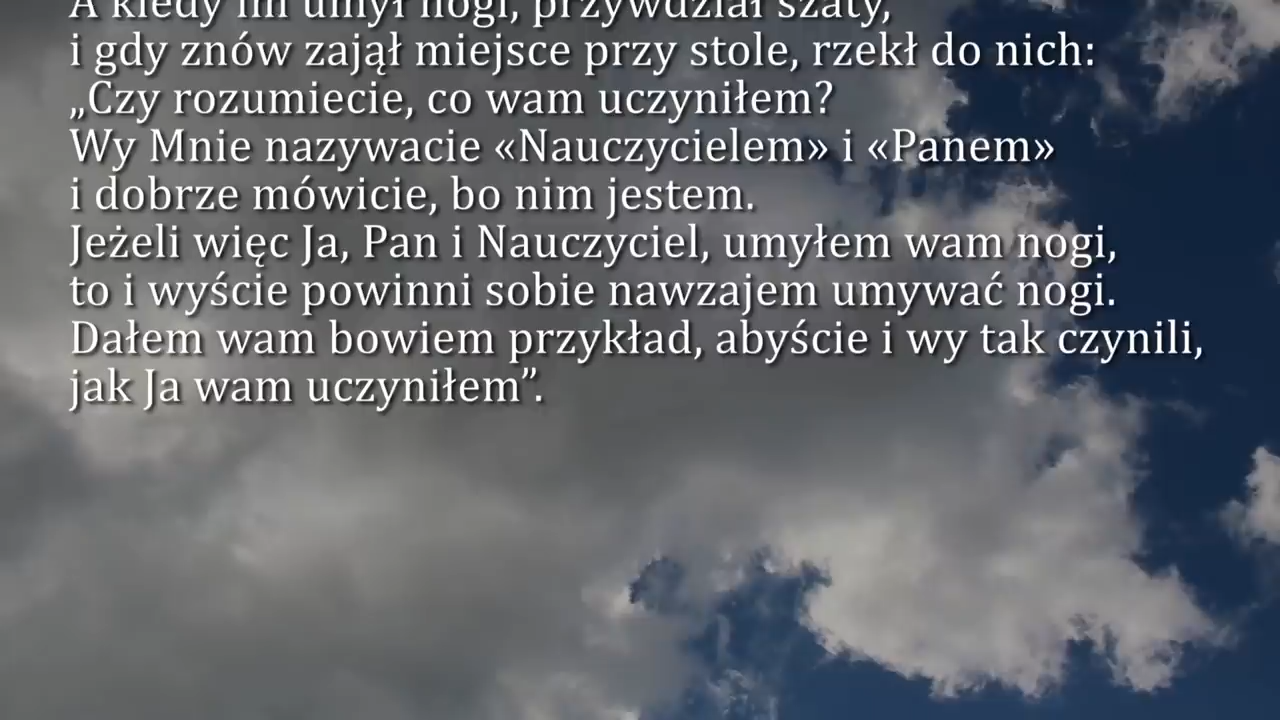 A kiedy im umył nogi, przywdział szaty,
i gdy znów zajął miejsce przy stole, rzekł do nich:
„Czy rozumiecie, co wam uczyniłem?
Wy Mnie nazywacie «Nauczycielem» i «Panem»
i dobrze mówicie, bo nim jestem.
Jeżeli więc Ja, Pan i Nauczyciel, umyłem wam nogi,
to i wyście powinni sobie nawzajem umywać nogi.
Dałem wam bowiem przykład, abyście i wy tak czynili,
jak Ja wam uczyniłem”.